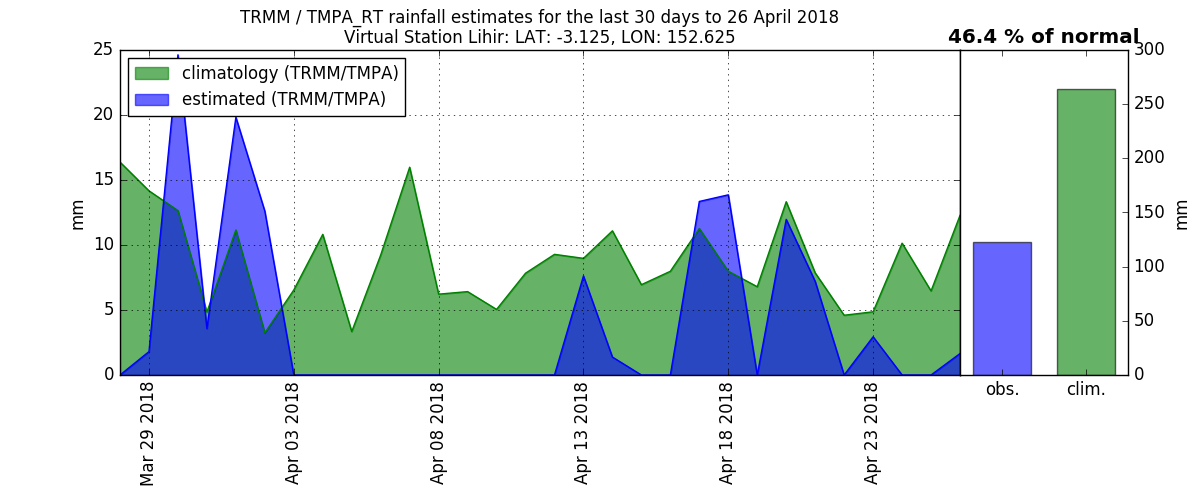 TRMM / TMPA_RT rainfall estimates for the last 30 days to 26 April 2018
Virtual Station Lihir: LAT: -3.125, LON: 152.625
46.4 % of normal
climatology (TRMM/TMPA)
estimated (TRMM/TMPA)
25
20
15
10
5
0
mm
Mar 29 2018
Apr 03 2018
Apr 08 2018
Apr 13 2018
Apr 18 2018
Apr 23 2018
obs.
clim.
300
250
200
150
100
50
0
mm